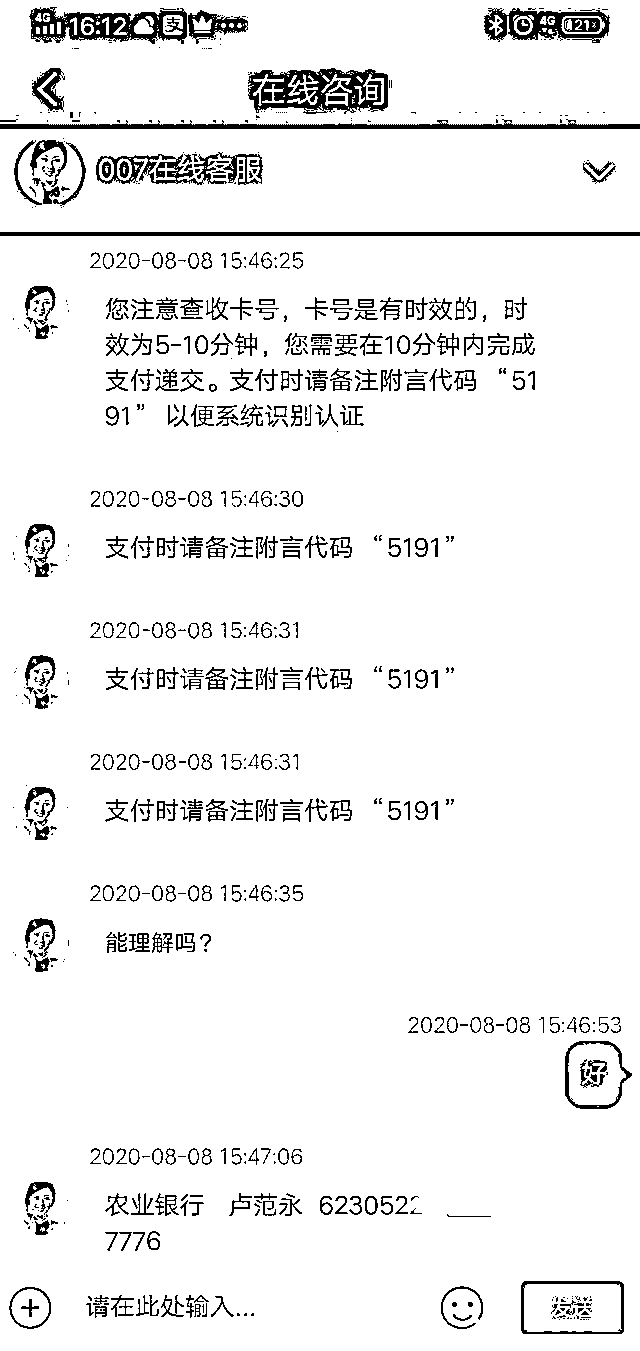 4G 16:12 支 4G 21
在线咨询
007在线客服
2020-08-08 15:46:25
您注意查收卡号，卡号是有时效的，时
效为5-10分钟，您需要在10分钟内完成
支付递交。支付时请备注附言代码 “51
91” 以便系统识别认证
2020-08-08 15:46:30
支付时请备注附言代码 “5191”
2020-08-08 15:46:31
支付时请备注附言代码 “5191”
2020-08-08 15:46:31
支付时请备注附言代码 “5191”
2020-08-08 15:46:35
能理解吗？
2020-08-08 15:46:53
好
2020-08-08 15:47:06
农业银行 卢范永 623052
7776
请在此处输入...
发送